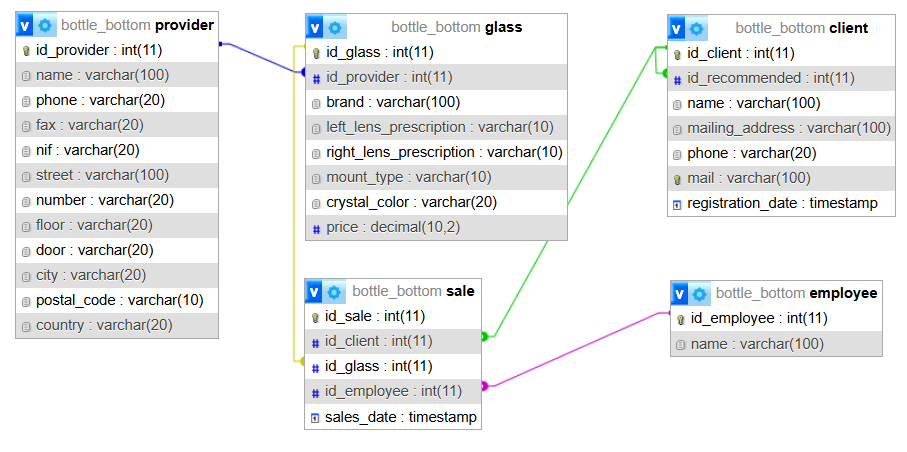 v bottle_bottom provider
id_provider : int(11)
name : varchar(100)
phone : varchar(20)
fax : varchar(20)
nif : varchar(20)
street : varchar(100)
number : varchar(20)
floor : varchar(20)
door : varchar(20)
city : varchar(20)
postal_code : varchar(10)
country : varchar(20)
v bottle_bottom glass
id_glass : int(11)
# id_provider : int(11)
brand : varchar(100)
left_lens_prescription : varchar(10)
right_lens_prescription : varchar(10)
mount_type : varchar(10)
crystal_color : varchar(20)
# price : decimal(10,2)
v bottle_bottom client
id_client : int(11)
# id_recommended : int(11)
name : varchar(100)
mailing_address : varchar(100)
phone : varchar(20)
mail : varchar(100)
registration_date : timestamp
v bottle_bottom sale
id_sale : int(11)
# id_client : int(11)
# id_glass : int(11)
# id_employee : int(11)
sales_date : timestamp
v bottle_bottom employee
id_employee : int(11)
name : varchar(100)